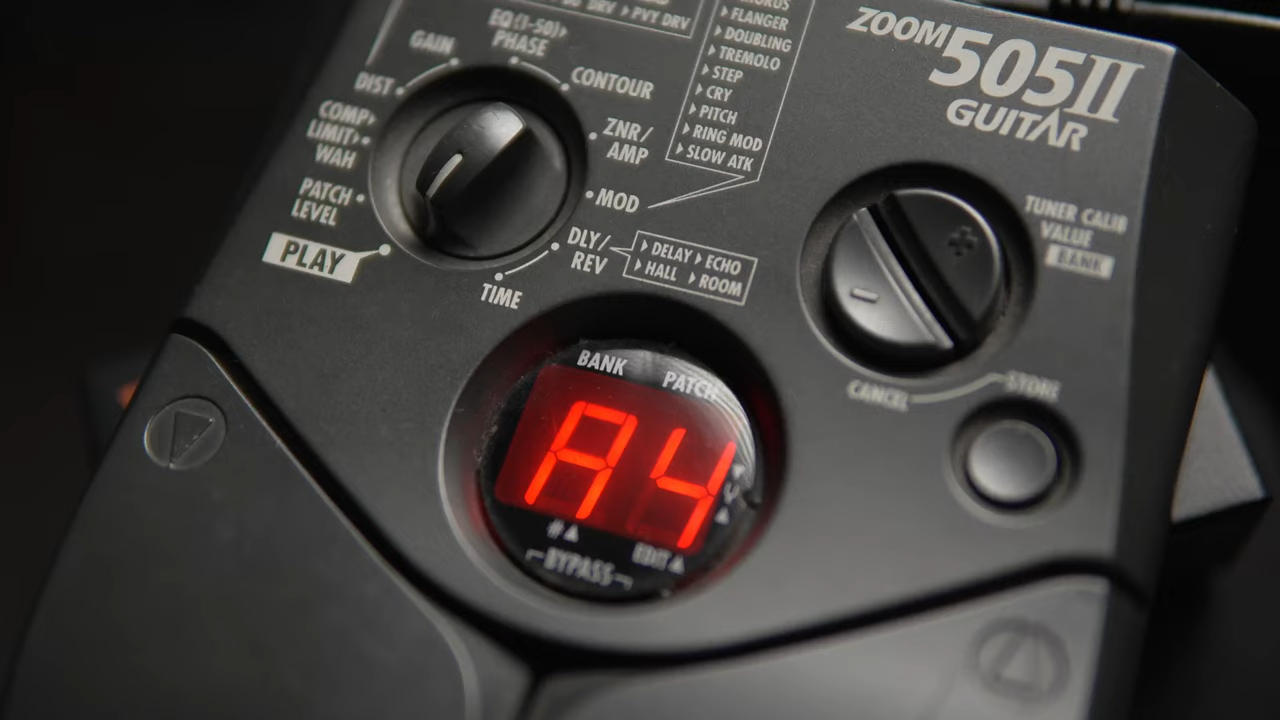 DRV ▸PVY DRV
▸FLANGER
▸DOUBLING
▸TREMOLO
▸STEP
▸CRY
▸PITCH
▸RING MOD
▸SLOW ATK
ZOOM 505II
GUITAR
EQ(1-50)▸
PHASE
GAIN
CONTOUR
DIST
COMP▸
LIMIT▸
WAH
ZNR/
AMP
PATCH
LEVEL
MOD
PLAY
DLY/
REV
▸DELAY ▸ECHO
▸HALL ▸ROOM
TIME
TUNER CALIB
VALUE
BANK
+
-
CANCEL
STORE
BANK PATCH
A4
#▲
EDIT▲
BYPASS